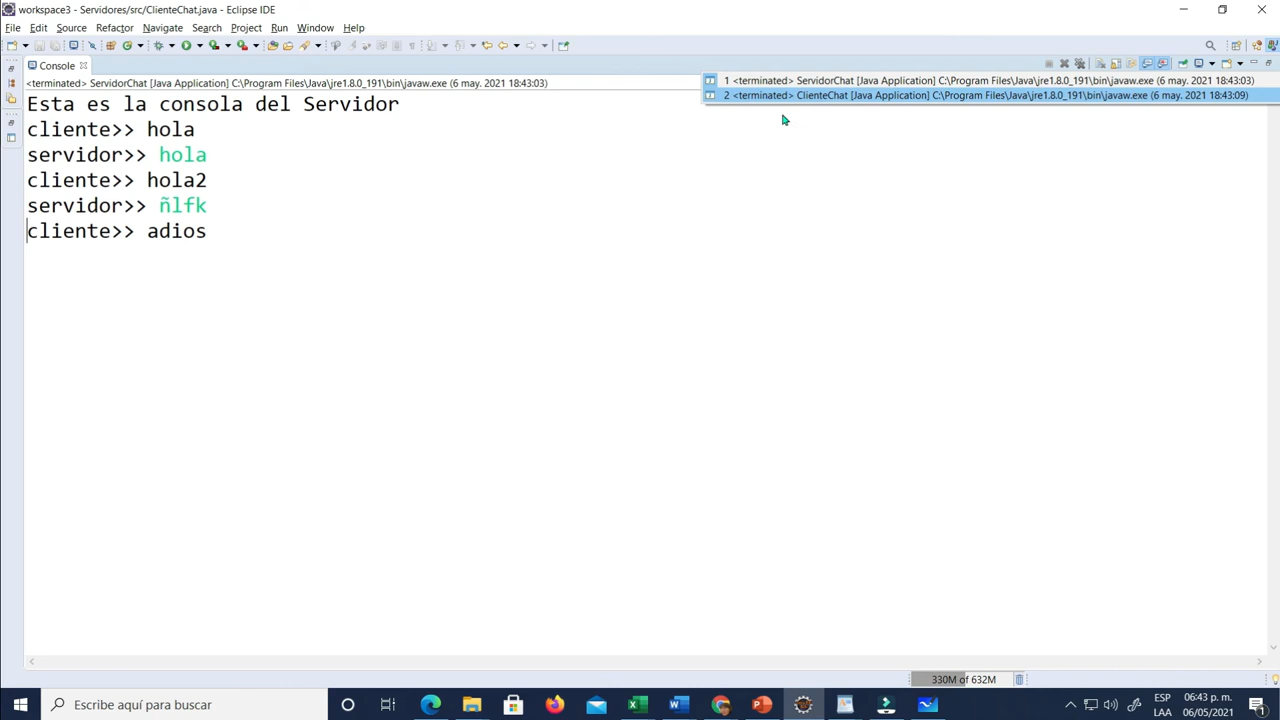 workspace3 - Servidores/src/ClienteChat.java - Eclipse IDE
File Edit Source Refactor Navigate Search Project Run Window Help
Console
<terminated> ServidorChat [Java Application] C:\Program Files\Java\jre1.8.0_191\bin\javaw.exe (6 may. 2021 18:43:03)
1 <terminated> ServidorChat [Java Application] C:\Program Files\Java\jre1.8.0_191\bin\javaw.exe (6 may. 2021 18:43:03)
2 <terminated> ClienteChat [Java Application] C:\Program Files\Java\jre1.8.0_191\bin\javaw.exe (6 may. 2021 18:43:09)
Esta es la consola del Servidor
cliente>> hola
servidor>> hola
cliente>> hola2
servidor>> ñlfk
cliente>> adios
330M of 632M
Escribe aquí para buscar
ESP
LAA
06:43 p. m.
06/05/2021
1